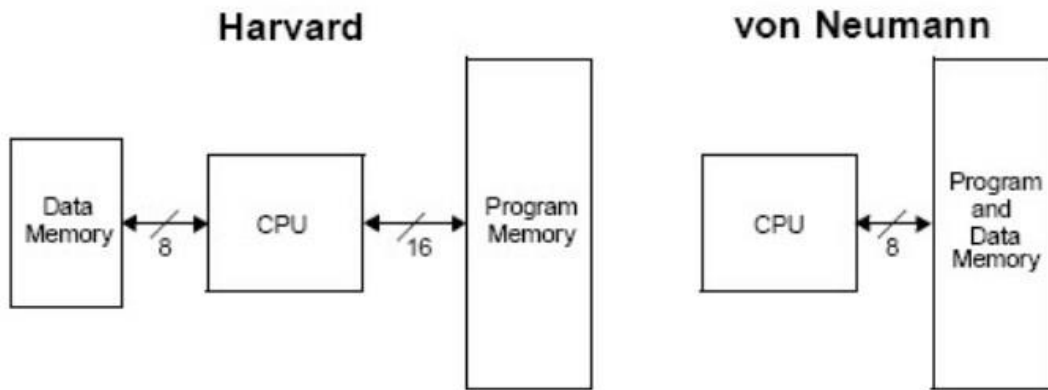 Harvard
von Neumann
Data
Memory
8
CPU
16
Program
Memory
CPU
8
Program
and
Data
Memory